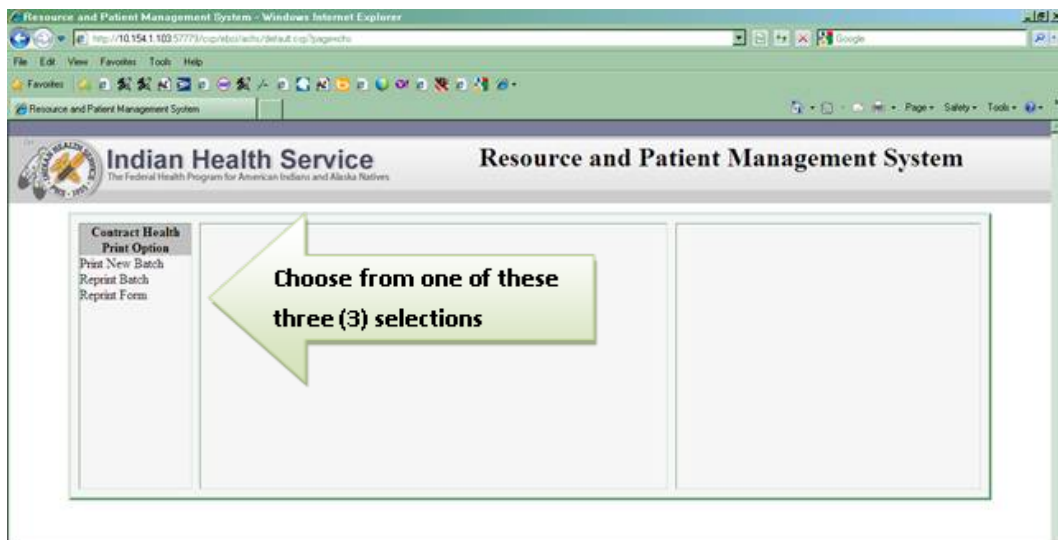 Resource and Patient Management System - Windows Internet Explorer
Google
File Edit View Favorites Tools Help
Favorites
Resource and Patient Management System
Page Safety Tools
Indian Health Service
The Federal Health Program for American Indians and Alaska Natives
Resource and Patient Management System
Contract Health
Print Option
Print New Batch
Reprint Batch
Reprint Form
Choose from one of these
three (3) selections